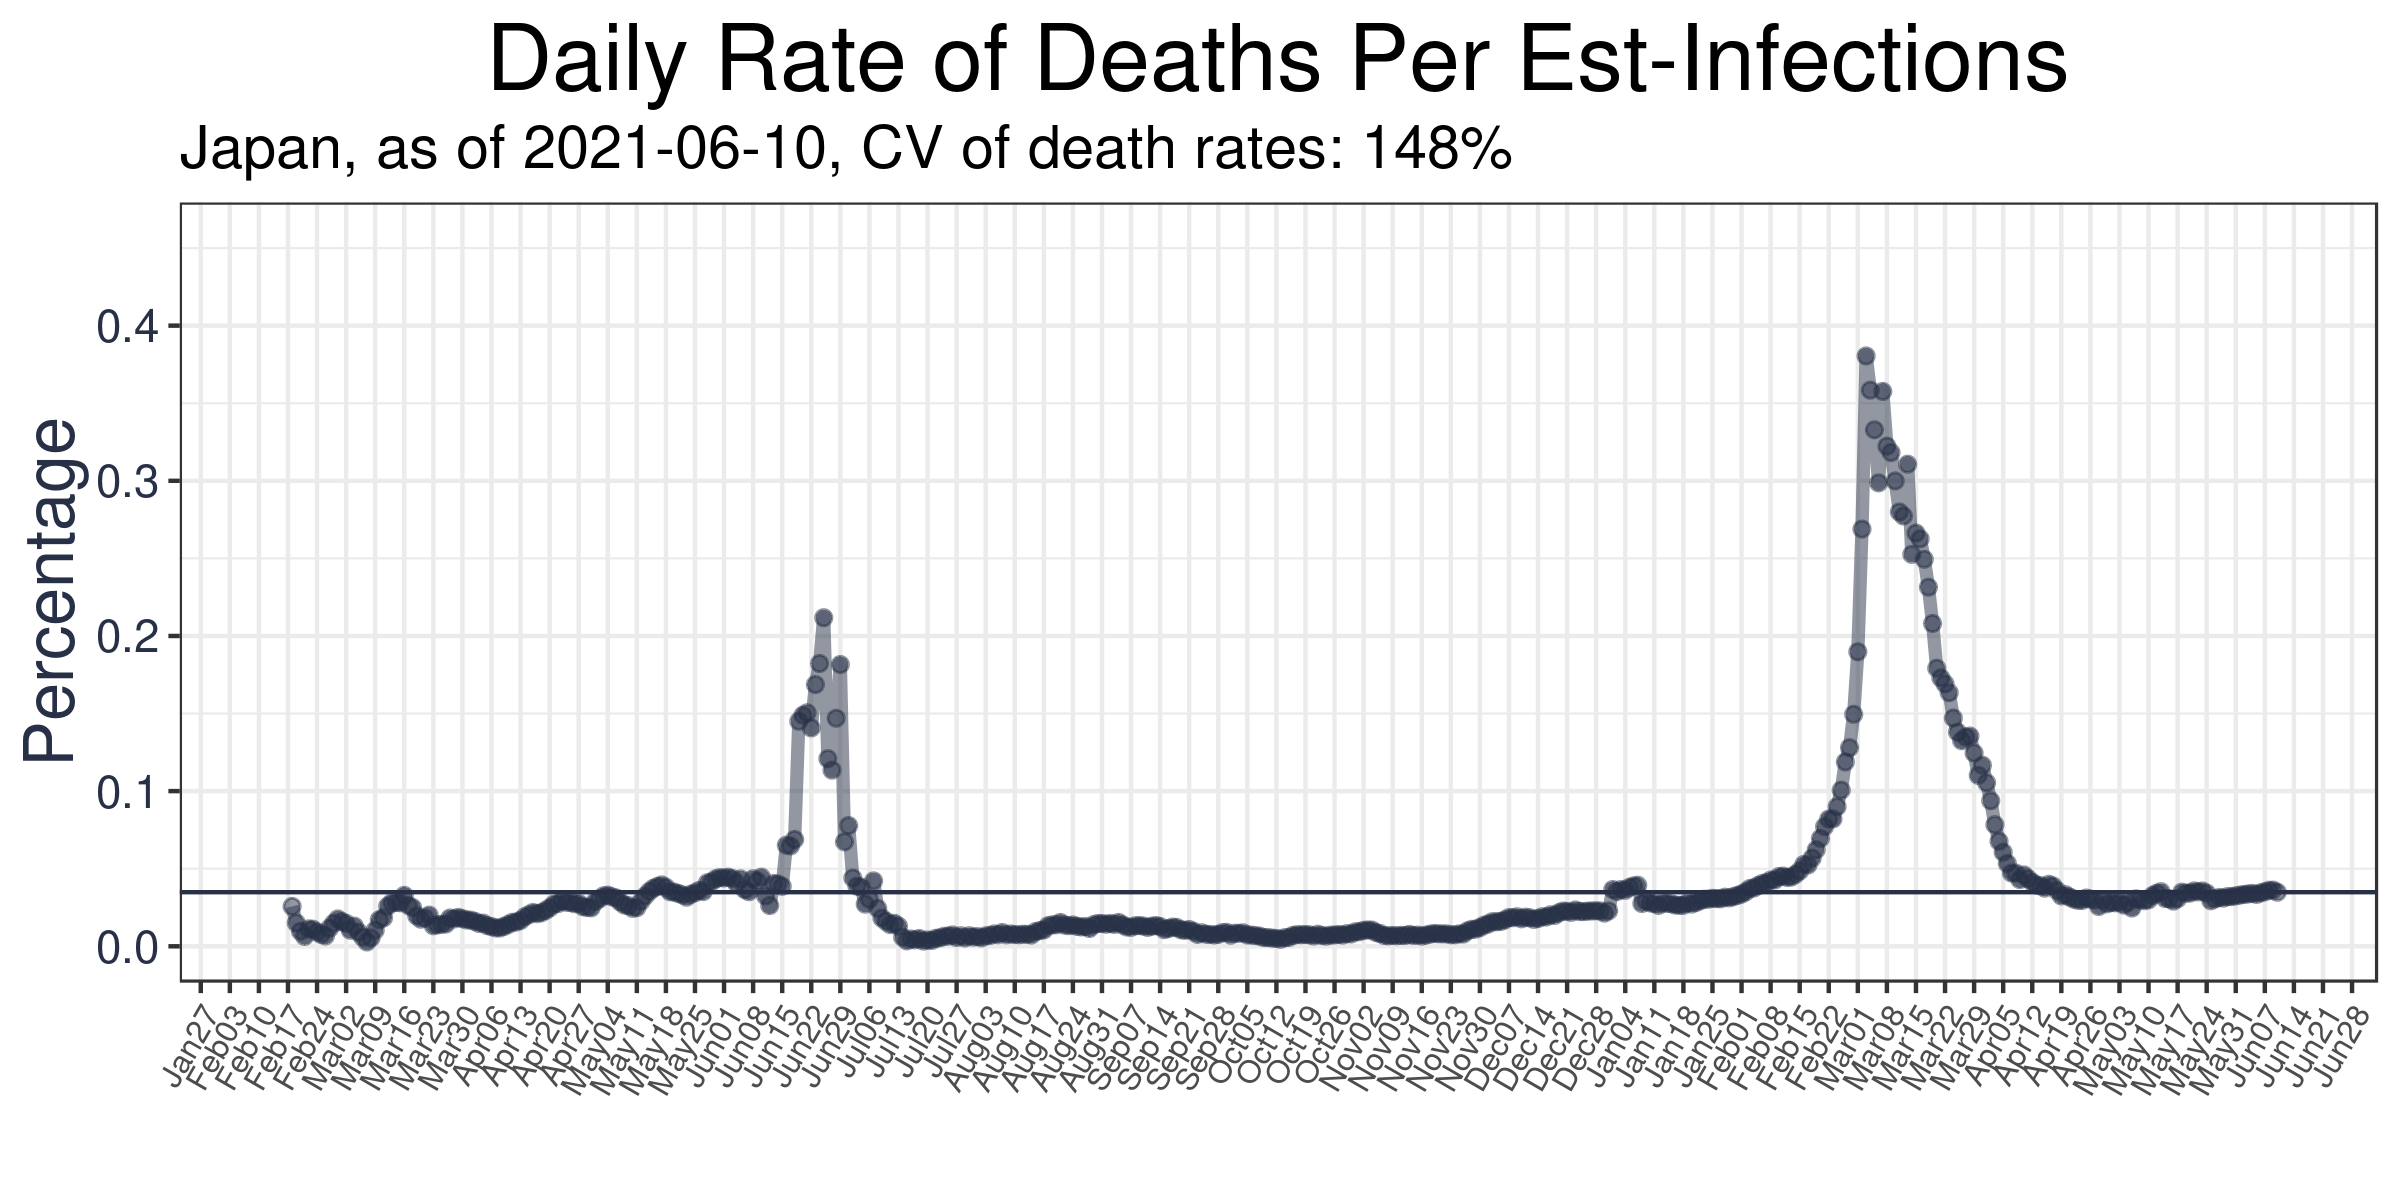 Daily Rate of Deaths Per Est-Infections
Japan, as of 2021-06-10, CV of death rates: 148%
Percentage
0.4
0.3
0.2
0.1
0.0
Jan27
Feb03
Feb10
Feb17
Feb24
Mar02
Mar09
Mar16
Mar23
Mar30
Apr06
Apr13
Apr20
Apr27
May04
May11
May18
May25
Jun01
Jun08
Jun15
Jun22
Jun29
Jul06
Jul13
Jul20
Jul27
Aug03
Aug10
Aug17
Aug24
Aug31
Sep07
Sep14
Sep21
Sep28
Oct05
Oct12
Oct19
Oct26
Nov02
Nov09
Nov16
Nov23
Nov30
Dec07
Dec14
Dec21
Dec28
Jan04
Jan11
Jan18
Jan25
Feb01
Feb08
Feb15
Feb22
Mar01
Mar08
Mar15
Mar22
Mar29
Apr05
Apr12
Apr19
Apr26
May03
May10
May17
May24
May31
Jun07
Jun14
Jun21
Jun28